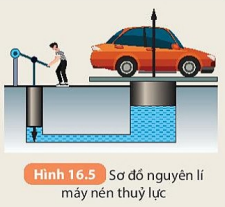 Hình 16.5 Sơ đồ nguyên lí
máy nén thuỷ lực